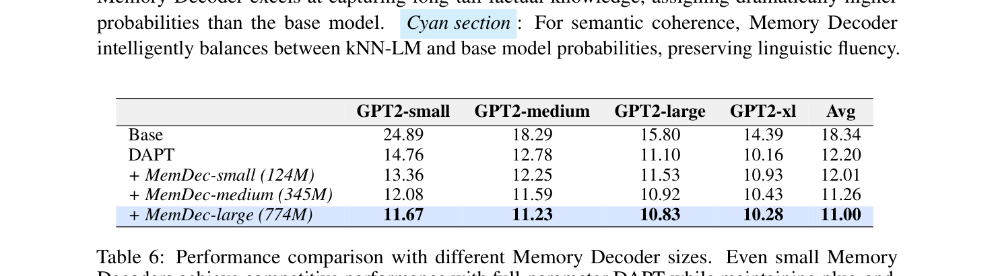 Memory Decoder excels at capturing long-tail factual knowledge, assigning dramatically higher
probabilities than the base model. Cyan section : For semantic coherence, Memory Decoder
intelligently balances between kNN-LM and base model probabilities, preserving linguistic fluency.
GPT2-small GPT2-medium GPT2-large GPT2-xl Avg
Base 24.89 18.29 15.80 14.39 18.34
DAPT 14.76 12.78 11.10 10.16 12.20
+ MemDec-small (124M) 13.36 12.25 11.53 10.93 12.01
+ MemDec-medium (345M) 12.08 11.59 10.92 10.43 11.26
+ MemDec-large (774M) 11.67 11.23 10.83 10.28 11.00
Table 6: Performance comparison with different Memory Decoder sizes. Even small Memory
Decoders achieve competitive performance with full-parameter DAPT while maintaining plug-and-